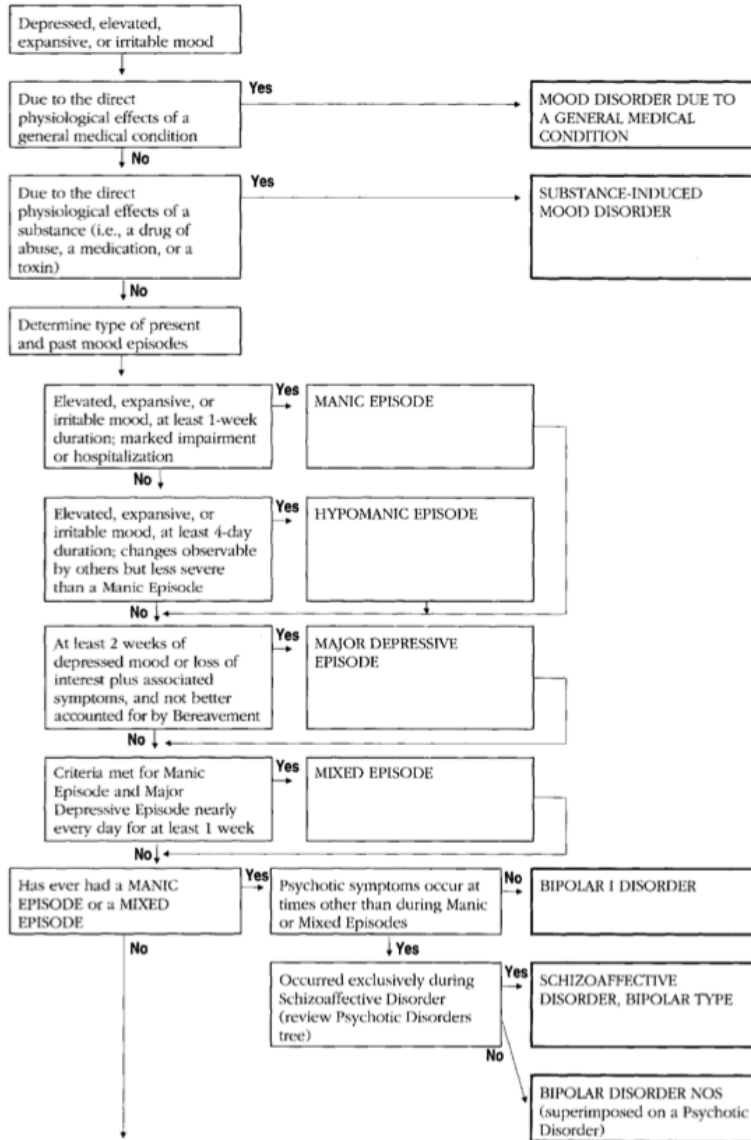 Depressed, elevated,
expansive, or irritable mood
Due to the direct
physiological effects of a
general medical condition
Yes
MOOD DISORDER DUE TO
A GENERAL MEDICAL
CONDITION
No
Due to the direct
physiological effects of a
substance (i.e., a drug of
abuse, a medication, or a
toxin)
Yes
SUBSTANCE-INDUCED
MOOD DISORDER
No
Determine type of present
and past mood episodes
Elevated, expansive, or
irritable mood, at least 1-week
duration; marked impairment
or hospitalization
Yes
MANIC EPISODE
No
Elevated, expansive, or
irritable mood, at least 4-day
duration; changes observable
by others but less severe
than a Manic Episode
Yes
HYPOMANIC EPISODE
No
At least 2 weeks of
depressed mood or loss of
interest plus associated
symptoms, and not better
accounted for by Bereavement
Yes
MAJOR DEPRESSIVE
EPISODE
No
Criteria met for Manic
Episode and Major
Depressive Episode nearly
every day for at least 1 week
Yes
MIXED EPISODE
No
Has ever had a MANIC
EPISODE or a MIXED
EPISODE
Yes
Psychotic symptoms occur at
times other than during Manic
or Mixed Episodes
No
BIPOLAR I DISORDER
No
Yes
Occurred exclusively during
Schizoaffective Disorder
(review Psychotic Disorders
tree)
Yes
SCHIZOAFFECTIVE
DISORDER, BIPOLAR TYPE
No
BIPOLAR DISORDER NOS
(superimposed on a Psychotic
Disorder)